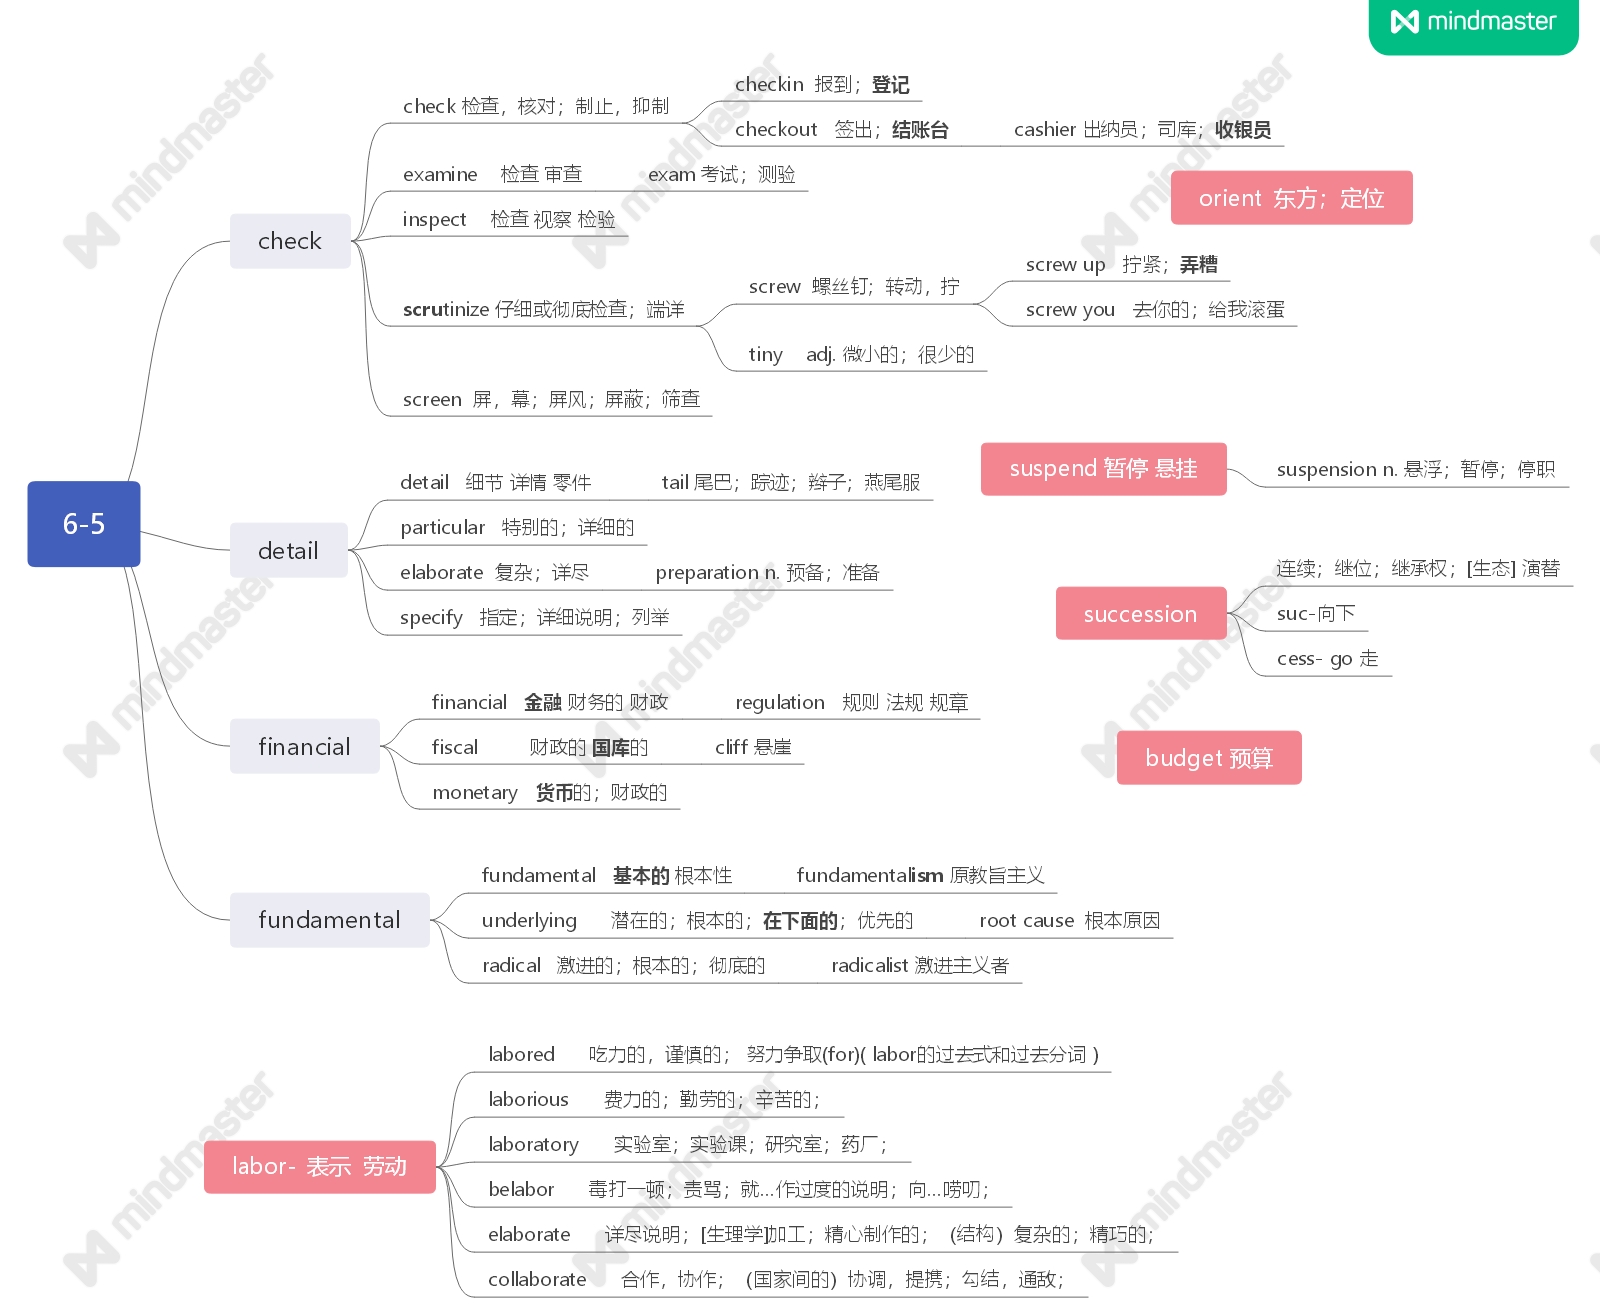 mindmaster
6-5
check
check 检查，核对；制止，抑制
checkin 报到；登记
checkout 签出；结账台
cashier 出纳员；司库；收银员
examine 检查 审查
exam 考试；测验
inspect 检查 视察 检验
scrutinize 仔细或彻底检查；端详
screw 螺丝钉；转动，拧
screw up 拧紧；弄糟
screw you 去你的；给我滚蛋
tiny adj. 微小的；很少的
screen 屏，幕；屏风；屏蔽；筛查
orient 东方；定位
detail
detail 细节 详情 零件
tail 尾巴；踪迹；辫子；燕尾服
particular 特别的；详细的
elaborate 复杂；详尽
preparation n. 预备；准备
specify 指定；详细说明；列举
suspend 暂停 悬挂
suspension n. 悬浮；暂停；停职
succession
连续；继位；继承权；[生态] 演替
suc-向下
cess- go 走
financial
financial 金融 财务的 财政
regulation 规则 法规 规章
fiscal 财政的 国库的
cliff 悬崖
monetary 货币的；财政的
budget 预算
fundamental
fundamental 基本的 根本性
fundamentalism 原教旨主义
underlying 潜在的；根本的；在下面的；优先的
root cause 根本原因
radical 激进的；根本的；彻底的
radicalist 激进主义者
labor- 表示 劳动
labored 吃力的，谨慎的； 努力争取(for)( labor的过去式和过去分词 )
laborious 费力的；勤劳的；辛苦的；
laboratory 实验室；实验课；研究室；药厂；
belabor 毒打一顿；责骂；就...作过度的说明；向...唠叨；
elaborate 详尽说明；[生理学]加工；精心制作的；（结构）复杂的；精巧的；
collaborate 合作，协作；（国家间的）协调，提携；勾结，通敌；